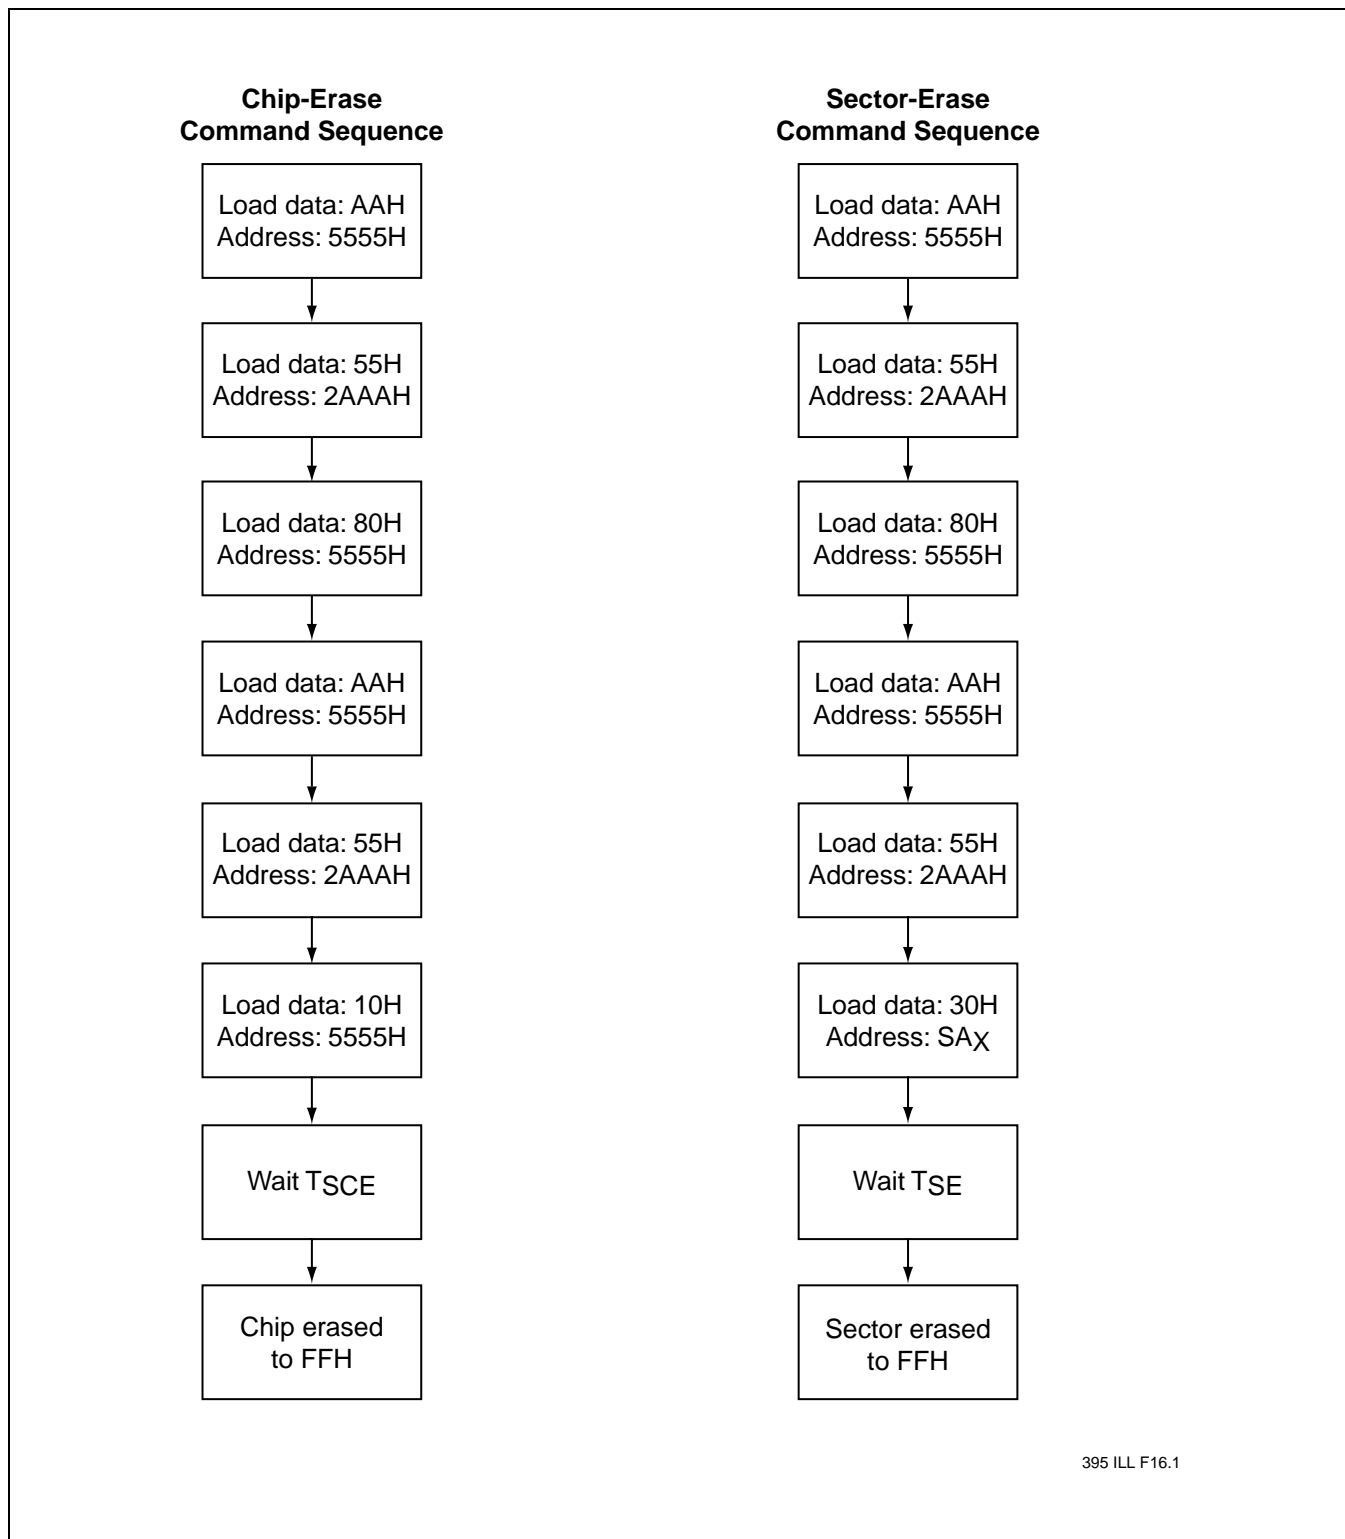 Chip-Erase
Command Sequence
Load data: AAH
Address: 5555H
Load data: 55H
Address: 2AAAH
Load data: 80H
Address: 5555H
Load data: AAH
Address: 5555H
Load data: 55H
Address: 2AAAH
Load data: 10H
Address: 5555H
Wait TSCE
Chip erased
to FFH
Sector-Erase
Command Sequence
Load data: AAH
Address: 5555H
Load data: 55H
Address: 2AAAH
Load data: 80H
Address: 5555H
Load data: AAH
Address: 5555H
Load data: 55H
Address: 2AAAH
Load data: 30H
Address: SAX
Wait TSE
Sector erased
to FFH
395 ILL F16.1